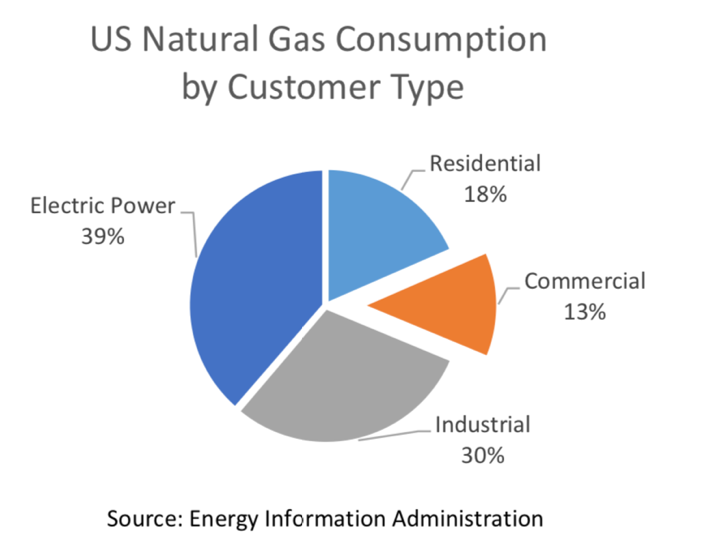 US Natural Gas Consumption
by Customer Type
Residential
18%
Electric Power
39%
Commercial
13%
Industrial
30%
Source: Energy Information Administration